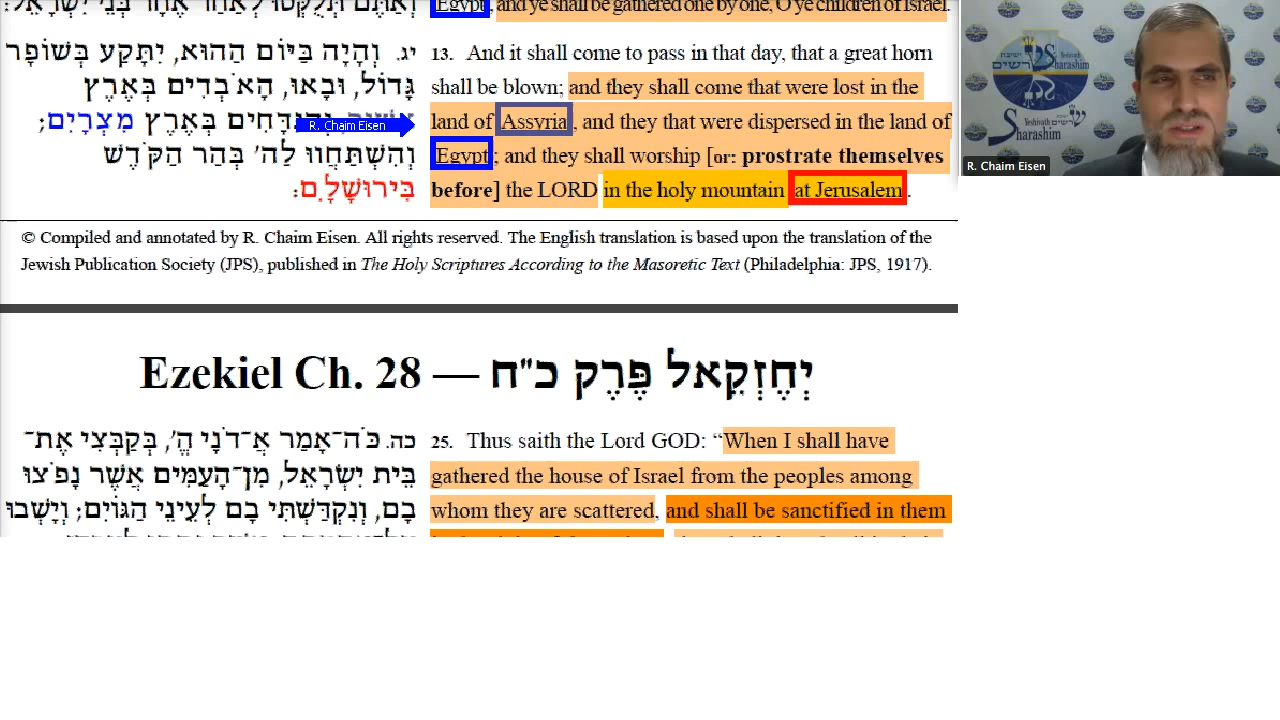 וְאַתֶּם תְּלֻקְּטוּ לְאַחַד אֶחָד בְּנֵי יִשְׂרָאֵל:
Egypt, and ye shall be gathered one by one, O ye children of Israel.
יג. וְהָיָה בַּיּוֹם הַהוּא, יִתָּקַע בְּשׁוֹפָר
גָּדוֹל, וּבָאוּ, הָאֹבְדִים בְּאֶרֶץ
בְּאֶרֶץ מִצְרָיִם;
וְהִשְׁתַּחֲווּ לַה' בְּהַר הַקֹּדֶשׁ
בִּירוּשָׁלִָם:
R. Chaim Eisen
13. And it shall come to pass in that day, that a great horn
shall be blown; and they shall come that were lost in the
land of Assyria, and they that were dispersed in the land of
Egypt; and they shall worship [or: prostrate themselves
before] the LORD in the holy mountain at Jerusalem.
© Compiled and annotated by R. Chaim Eisen. All rights reserved. The English translation is based upon the translation of the
Jewish Publication Society (JPS), published in The Holy Scriptures According to the Masoretic Text (Philadelphia: JPS, 1917).
Ezekiel Ch. 28 — יְחֶזְקֵאל פֶּרֶק כ"ח
כה. כֹּה־אָמַר אֲ־דֹנָי ה', בְּקַבְּצִי אֶת־
בֵּית יִשְׂרָאֵל, מִן־הָעַמִּים אֲשֶׁר נָפֹצוּ
בָם, וְנִקְדַּשְׁתִּי בָם לְעֵינֵי הַגּוֹיִם; וְיָשְׁבוּ
25. Thus saith the Lord GOD: “When I shall have
gathered the house of Israel from the peoples among
whom they are scattered, and shall be sanctified in them
ישיבת
שרשים
Sharashim
Yeshivath
Sharashim
R. Chaim Eisen